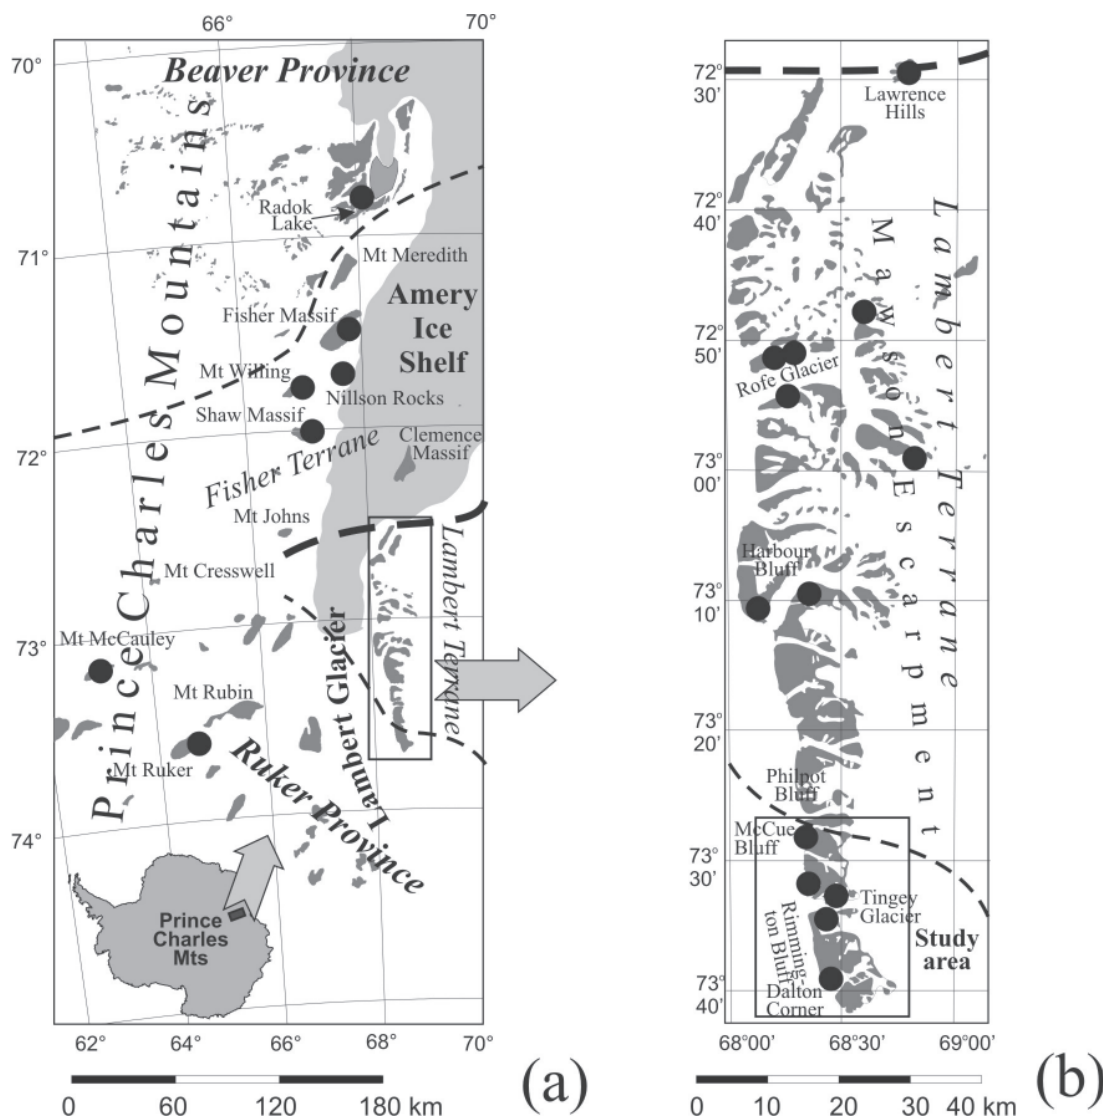 66°
70°
70°
Beaver Province
Prince Charles Mountains
Radok
Lake
71°
Mt Meredith
Amery
Ice
Shelf
Fisher Massif
Mt Willing
Nillson Rocks
Shaw Massif
72°
Clemence
Massif
Fisher Terrane
Mt Johns
Mt Cresswell
Lambert Terrane
73°
Mt McCauley
Lambert Glacier
Mt Rubin
Mt Ruker
Ruker Province
74°
Prince
Charles
Mts
62°
64°
66°
68°
70°
0
60
120
180 km
(a)
72°
30’
Lawrence
Hills
72°
40’
Mawson Escarpment
Lambert Terrane
72°
50’
Rofe Glacier
73°
00’
Harbour
Bluff
73°
10’
73°
20’
Philpot
Bluff
McCue
Bluff
73°
30’
Tingey
Glacier
Rimming-
ton Bluff
Study
area
Dalton
Corner
73°
40’
68°00’
68°30’
69°00’
0
10
20
30
40 km
(b)